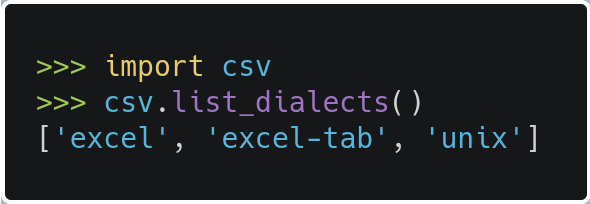 >>> import csv
>>> csv.list_dialects()
['excel', 'excel-tab', 'unix']